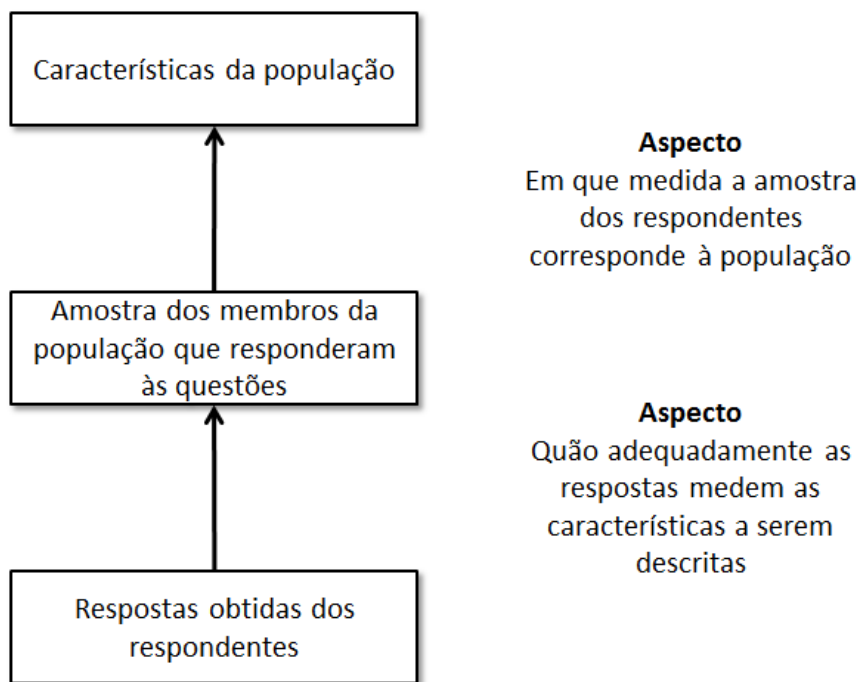 Características da população
Aspecto
Em que medida a amostra
dos respondentes
corresponde à população
Amostra dos membros da
população que responderam
às questões
Aspecto
Quão adequadamente as
respostas medem as
características a serem
descritas
Respostas obtidas dos
respondentes